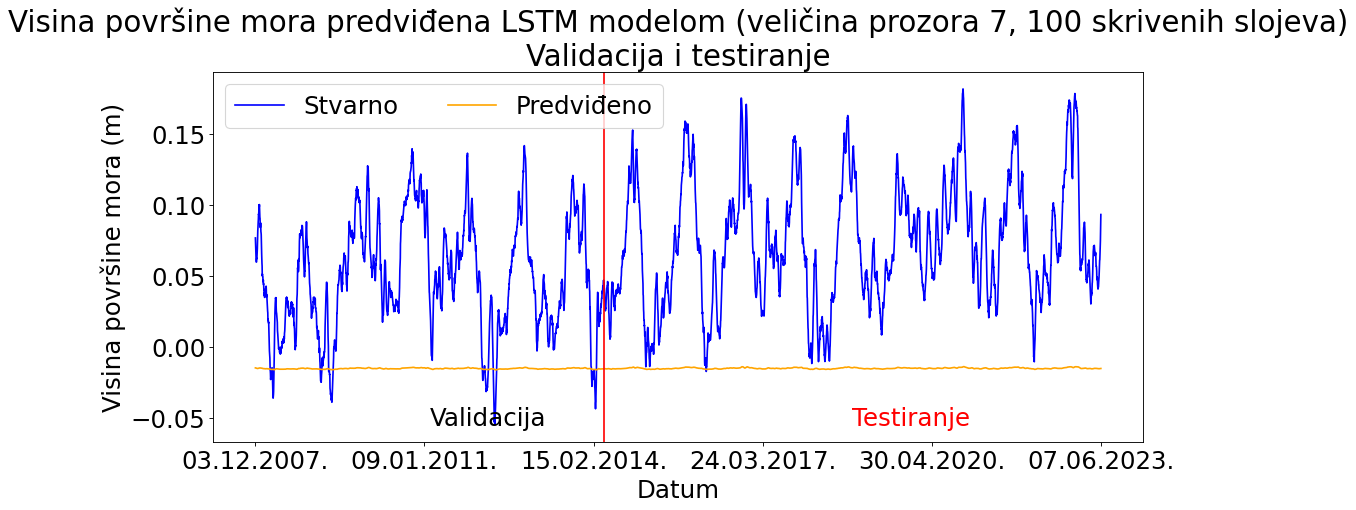 Visina površine mora predviđena LSTM modelom (veličina prozora 7, 100 skrivenih slojeva)
Validacija i testiranje
Stvarno Predviđeno
Visina površine mora (m)
0.15
0.10
0.05
0.00
−0.05
Validacija Testiranje
03.12.2007. 09.01.2011. 15.02.2014. 24.03.2017. 30.04.2020. 07.06.2023.
Datum